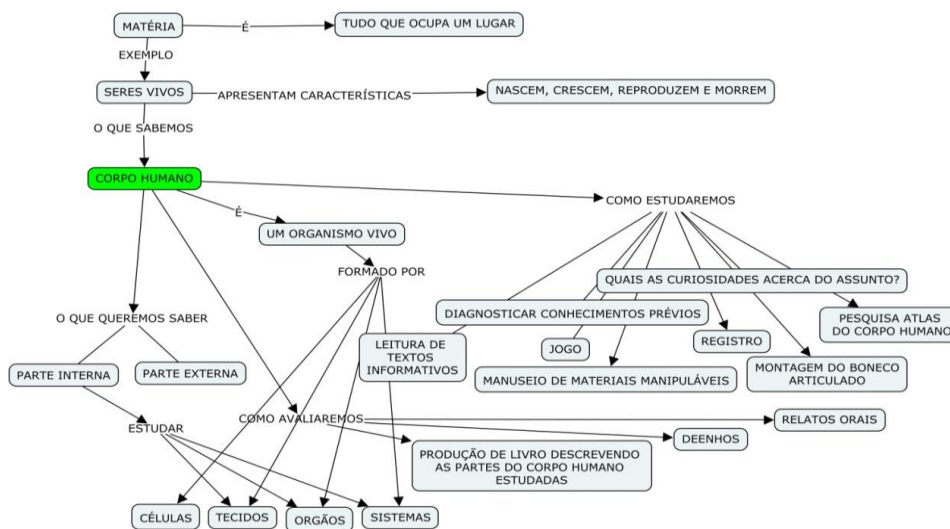 MATÉRIA
É
TUDO QUE OCUPA UM LUGAR
EXEMPLO
SERES VIVOS
APRESENTAM CARACTERÍSTICAS
NASCEM, CRESCEM, REPRODUZEM E MORREM
O QUE SABEMOS
CORPO HUMANO
É
UM ORGANISMO VIVO
FORMADO POR
COMO ESTUDAREMOS
QUAIS AS CURIOSIDADES ACERCA DO ASSUNTO?
DIAGNOSTICAR CONHECIMENTOS PRÉVIOS
PESQUISA ATLAS
DO CORPO HUMANO
O QUE QUEREMOS SABER
LEITURA DE
TEXTOS
INFORMATIVOS
JOGO
REGISTRO
PARTE INTERNA
PARTE EXTERNA
MANUSEIO DE MATERIAIS MANIPULÁVEIS
MONTAGEM DO BONECO
ARTICULADO
ESTUDAR
COMO AVALIAREMOS
RELATOS ORAIS
DEENHOS
PRODUÇÃO DE LIVRO DESCREVENDO
AS PARTES DO CORPO HUMANO
ESTUDADAS
CÉLULAS
TECIDOS
ORGÃOS
SISTEMAS